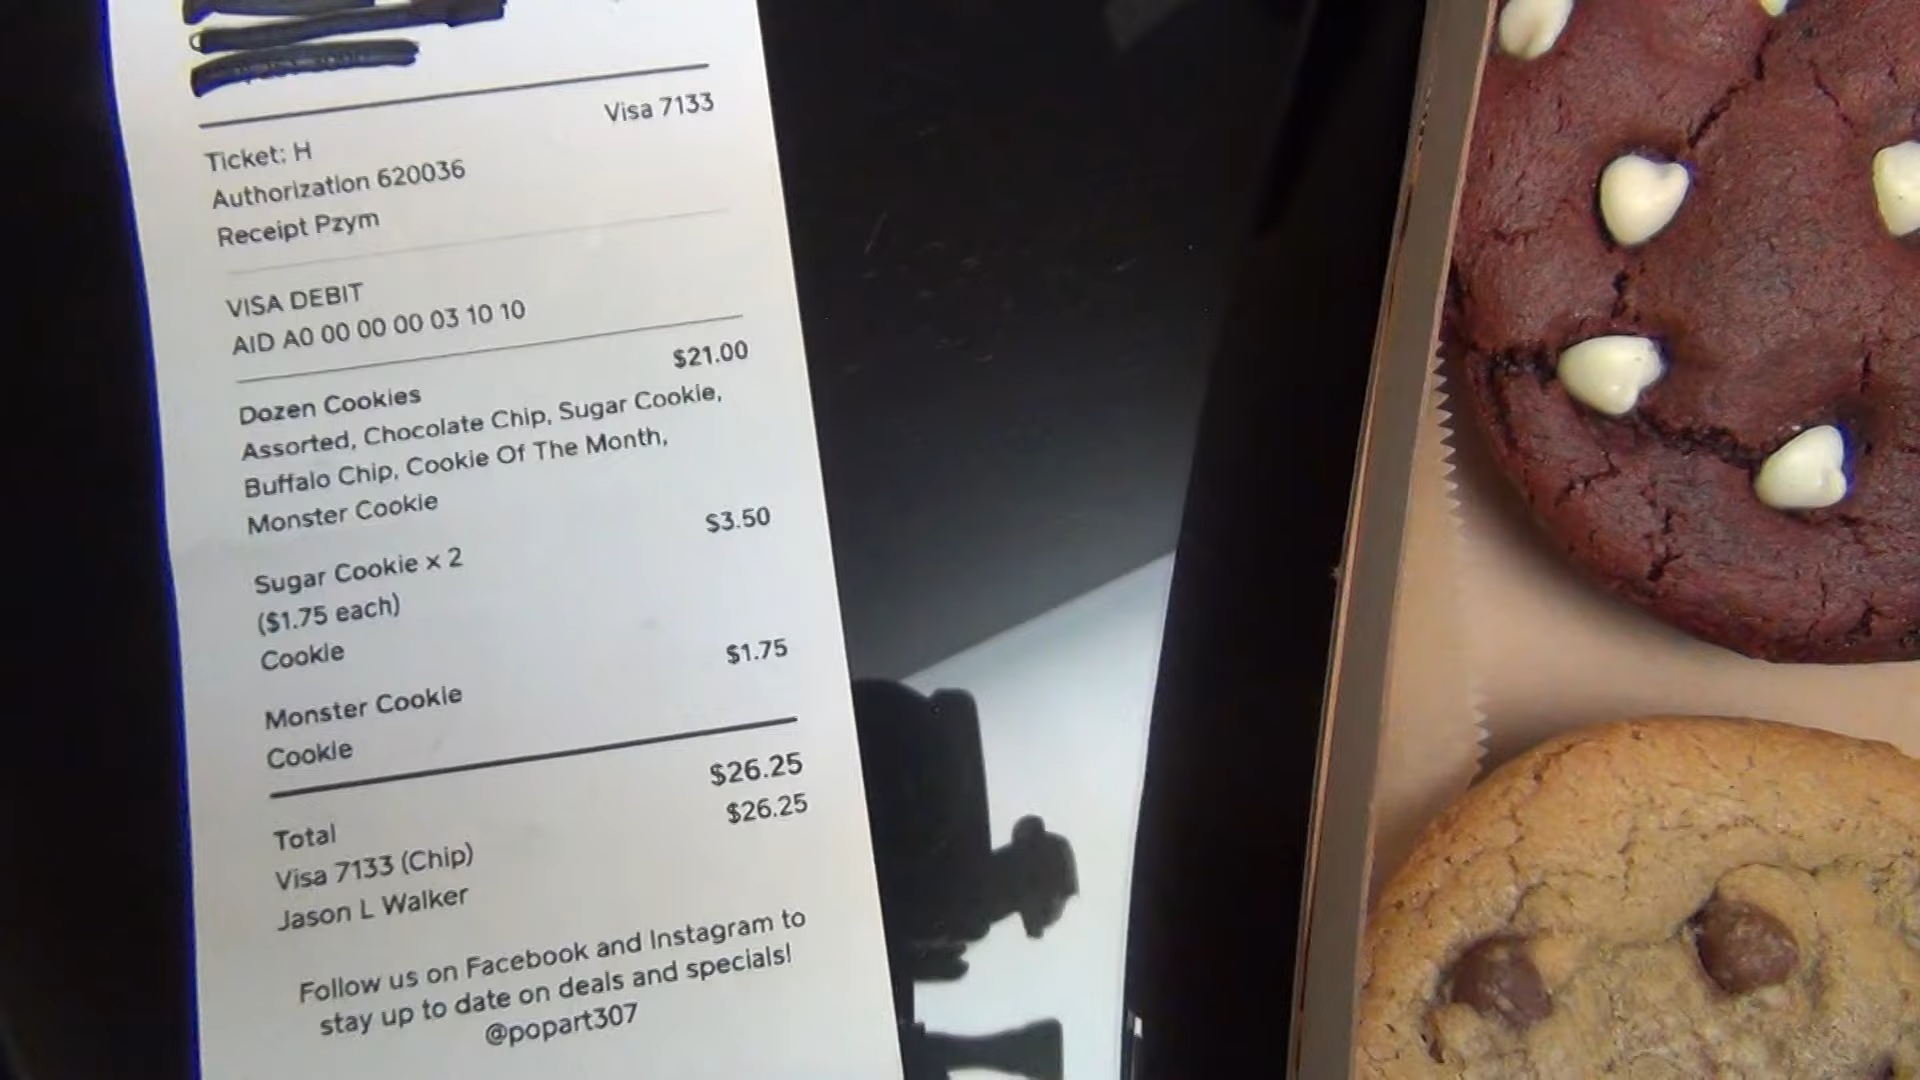 Visa 7133
Ticket: H
Authorization 620036
Receipt Pzym
VISA DEBIT
AID A0 00 00 00 03 10 10
$21.00
Dozen Cookies
Assorted, Chocolate Chip, Sugar Cookie,
Buffalo Chip, Cookie Of The Month,
Monster Cookie
$3.50
Sugar Cookie x 2
($1.75 each)
Cookie
$1.75
Monster Cookie
Cookie
$26.25
Total
$26.25
Visa 7133 (Chip)
Jason L Walker
Follow us on Facebook and Instagram to
stay up to date on deals and specials!
@popart307